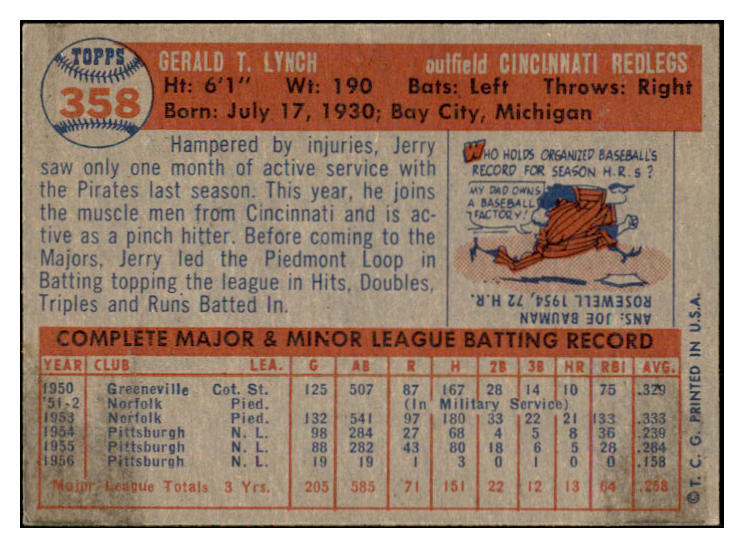 TOPPS
358
GERALD T. LYNCH outfield CINCINNATI REDLEGS
Ht: 6'1" Wt: 190 Bats: Left Throws: Right
Born: July 17, 1930; Bay City, Michigan
Hampered by injuries, Jerry
saw only one month of active service with
the Pirates last season. This year, he joins
the muscle men from Cincinnati and is ac-
tive as a pinch hitter. Before coming to the
Majors, Jerry led the Piedmont Loop in
Batting topping the league in Hits, Doubles,
Triples and Runs Batted In.
WHO HOLDS ORGANIZED BASEBALL'S
RECORD FOR SEASON H.R.s ?
MY DAD OWNS
A BASEBALL
FACTORY!
ANS: JOE BAUMAN
ROSEWELL 1954, 72 H.R.
COMPLETE MAJOR & MINOR LEAGUE BATTING RECORD
YEAR CLUB LEA. G AB R H 2B 3B HR RBI AVG.
1950 Greeneville Cot. St. 125 507 87 167 28 14 10 75 .329
'51-2 Norfolk Pied. (In Military Service)
1953 Norfolk Pied. 132 541 97 180 33 22 21 133 .333
1954 Pittsburgh N. L. 98 284 27 68 4 5 8 36 .239
1955 Pittsburgh N. L. 88 282 43 80 18 6 5 28 .284
1956 Pittsburgh N. L. 19 19 1 3 0 1 0 0 .158
Major League Totals 3 Yrs. 205 585 71 151 22 12 13 64 .258
© T. C. G. PRINTED IN U.S.A.